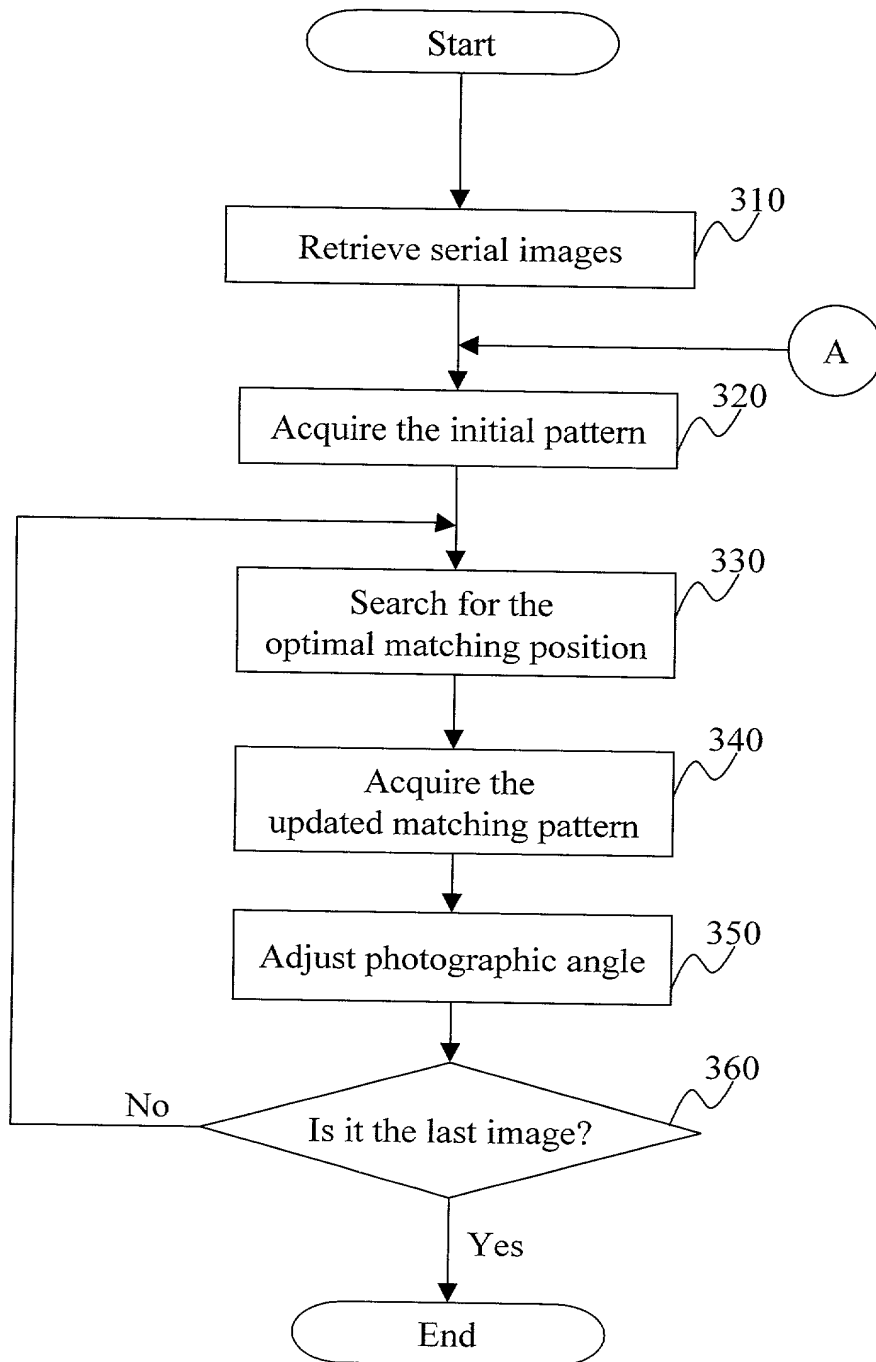 Start
310
Retrieve serial images
A
320
Acquire the initial pattern
330
Search for the
optimal matching position
340
Acquire the
updated matching pattern
350
Adjust photographic angle
360
No
Is it the last image?
Yes
End